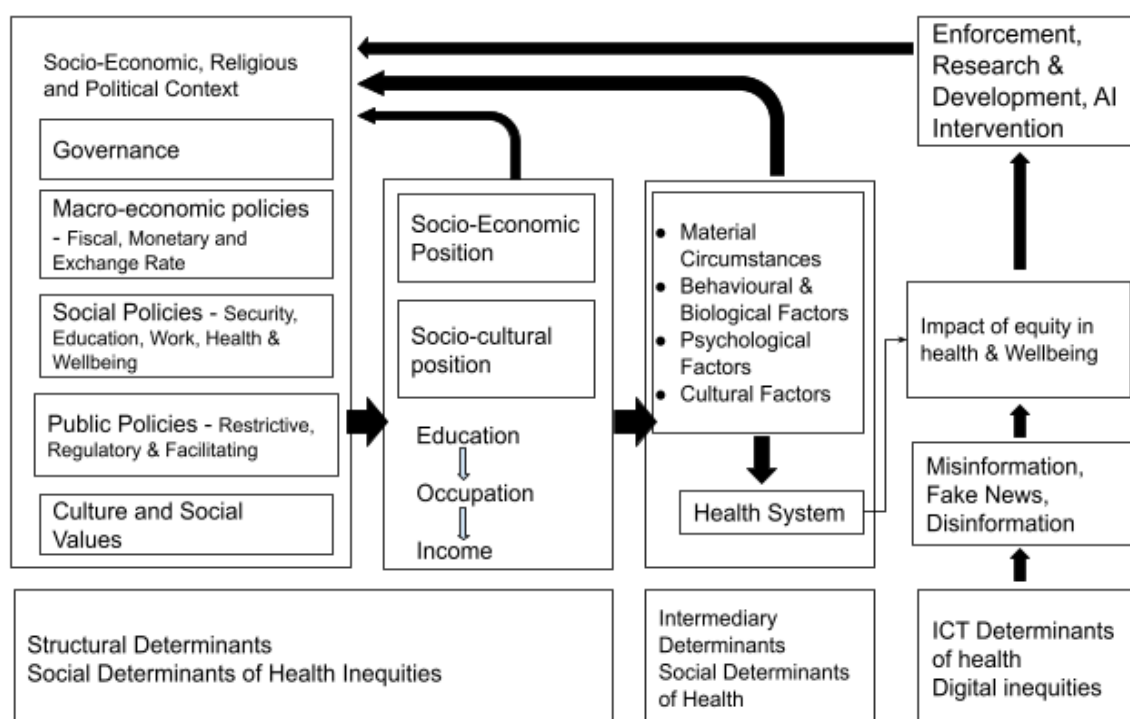 Socio-Economic, Religious
and Political Context
Governance
Macro-economic policies
- Fiscal, Monetary and
Exchange Rate
Social Policies - Security,
Education, Work, Health &
Wellbeing
Public Policies - Restrictive,
Regulatory & Facilitating
Culture and Social
Values
Socio-Economic
Position
Socio-cultural
position
Education
Occupation
Income
● Material
Circumstances
● Behavioural &
Biological Factors
● Psychological
Factors
● Cultural Factors
Health System
Enforcement,
Research &
Development, AI
Intervention
Impact of equity in
health & Wellbeing
Misinformation,
Fake News,
Disinformation
Structural Determinants
Social Determinants of Health Inequities
Intermediary
Determinants
Social Determinants
of Health
ICT Determinants
of health
Digital inequities